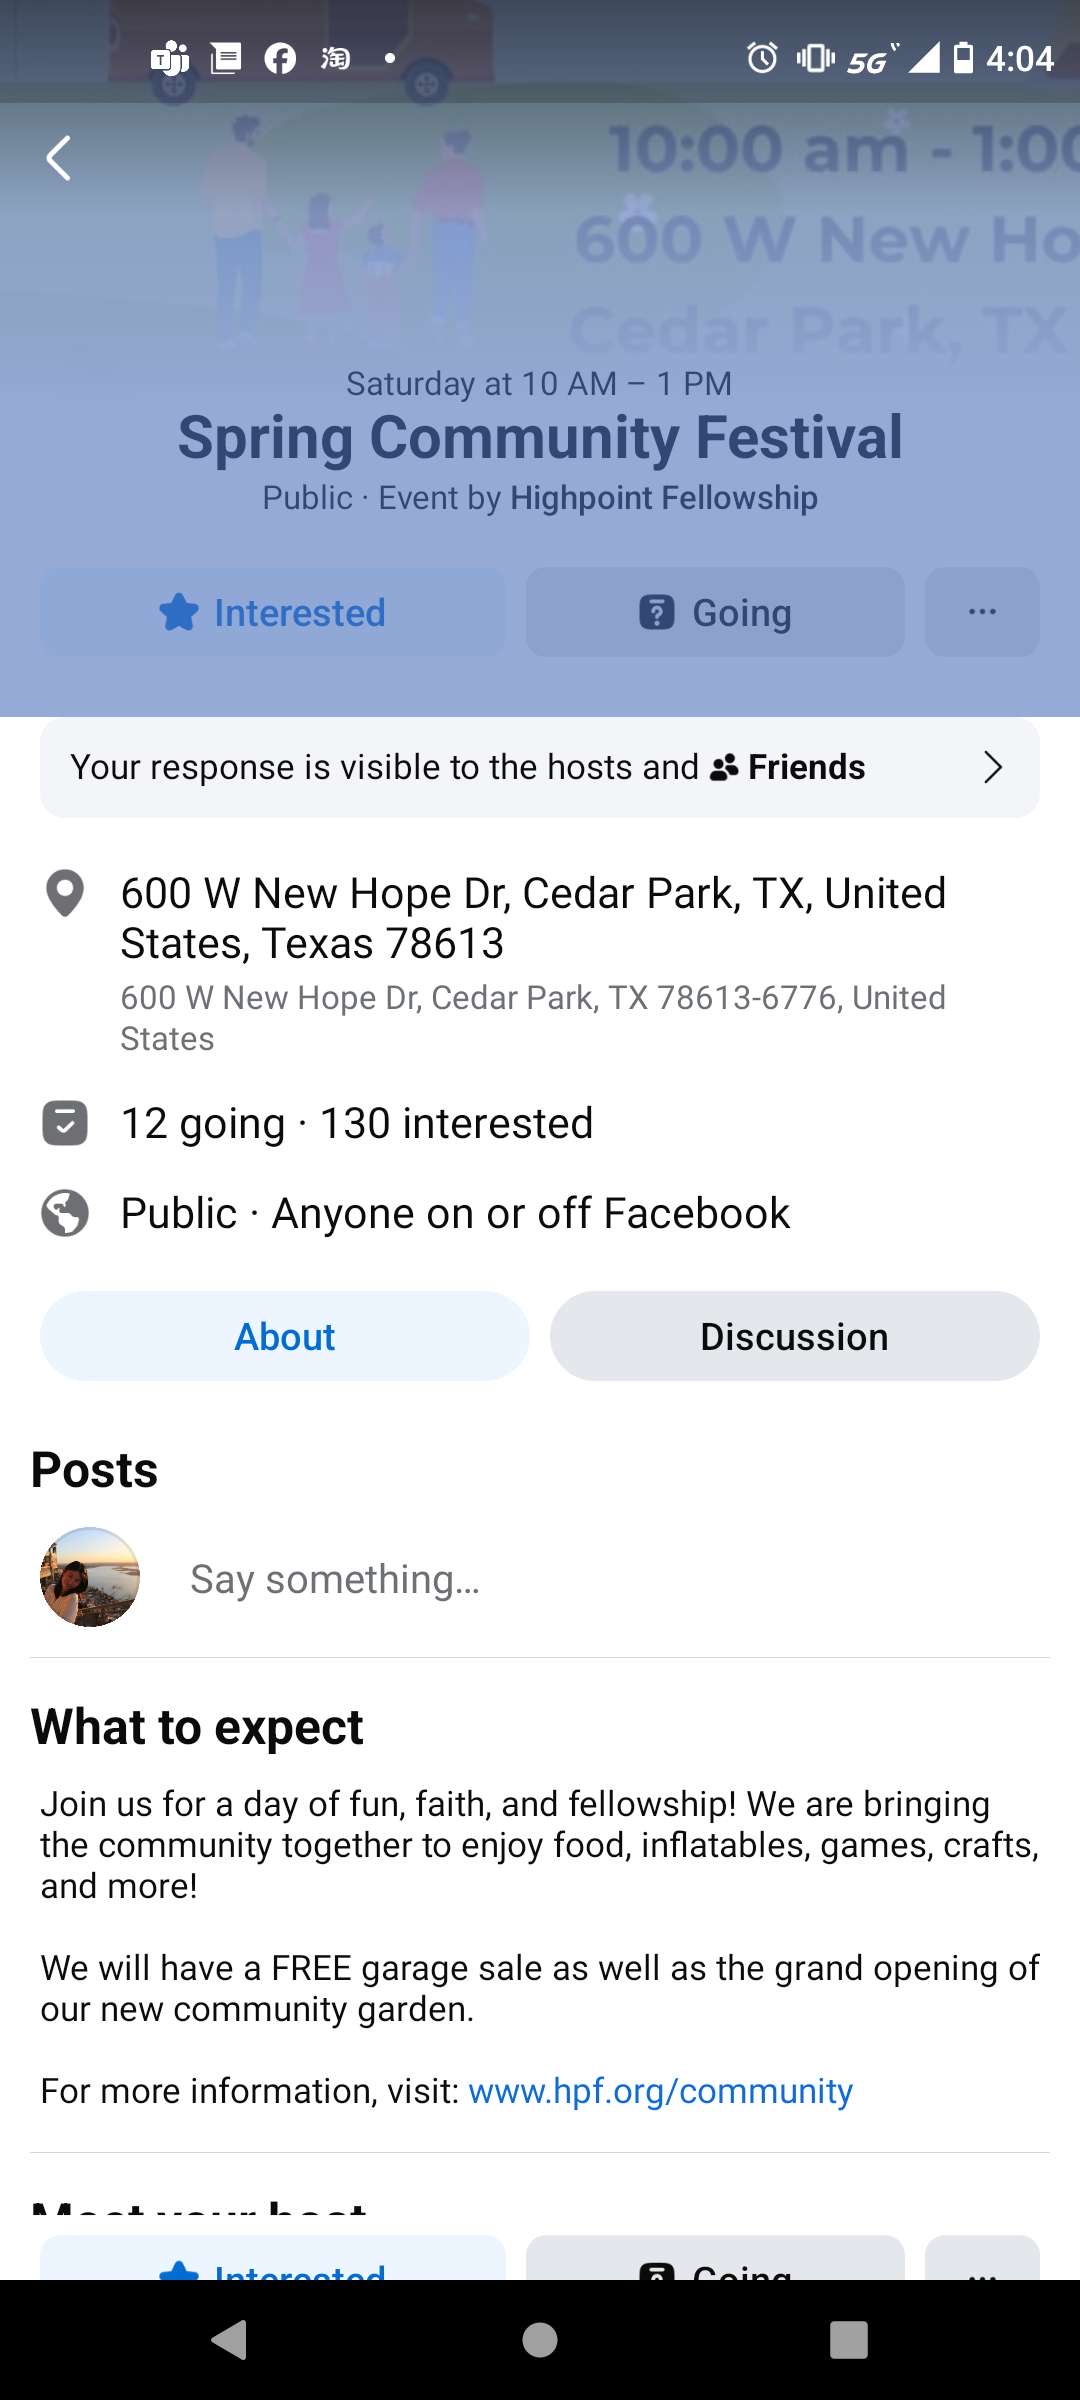 淘
5G
4:04
10:00 am - 1:00
600 W New Ho
Cedar Park, TX
Saturday at 10 AM – 1 PM
Spring Community Festival
Public · Event by Highpoint Fellowship
Interested
Going
...
Your response is visible to the hosts and Friends
600 W New Hope Dr, Cedar Park, TX, United
States, Texas 78613
600 W New Hope Dr, Cedar Park, TX 78613-6776, United
States
12 going · 130 interested
Public · Anyone on or off Facebook
About
Discussion
Posts
Say something...
What to expect
Join us for a day of fun, faith, and fellowship! We are bringing
the community together to enjoy food, inflatables, games, crafts,
and more!
We will have a FREE garage sale as well as the grand opening of
our new community garden.
For more information, visit: www.hpf.org/community
Meet your host
Interested
Going
...